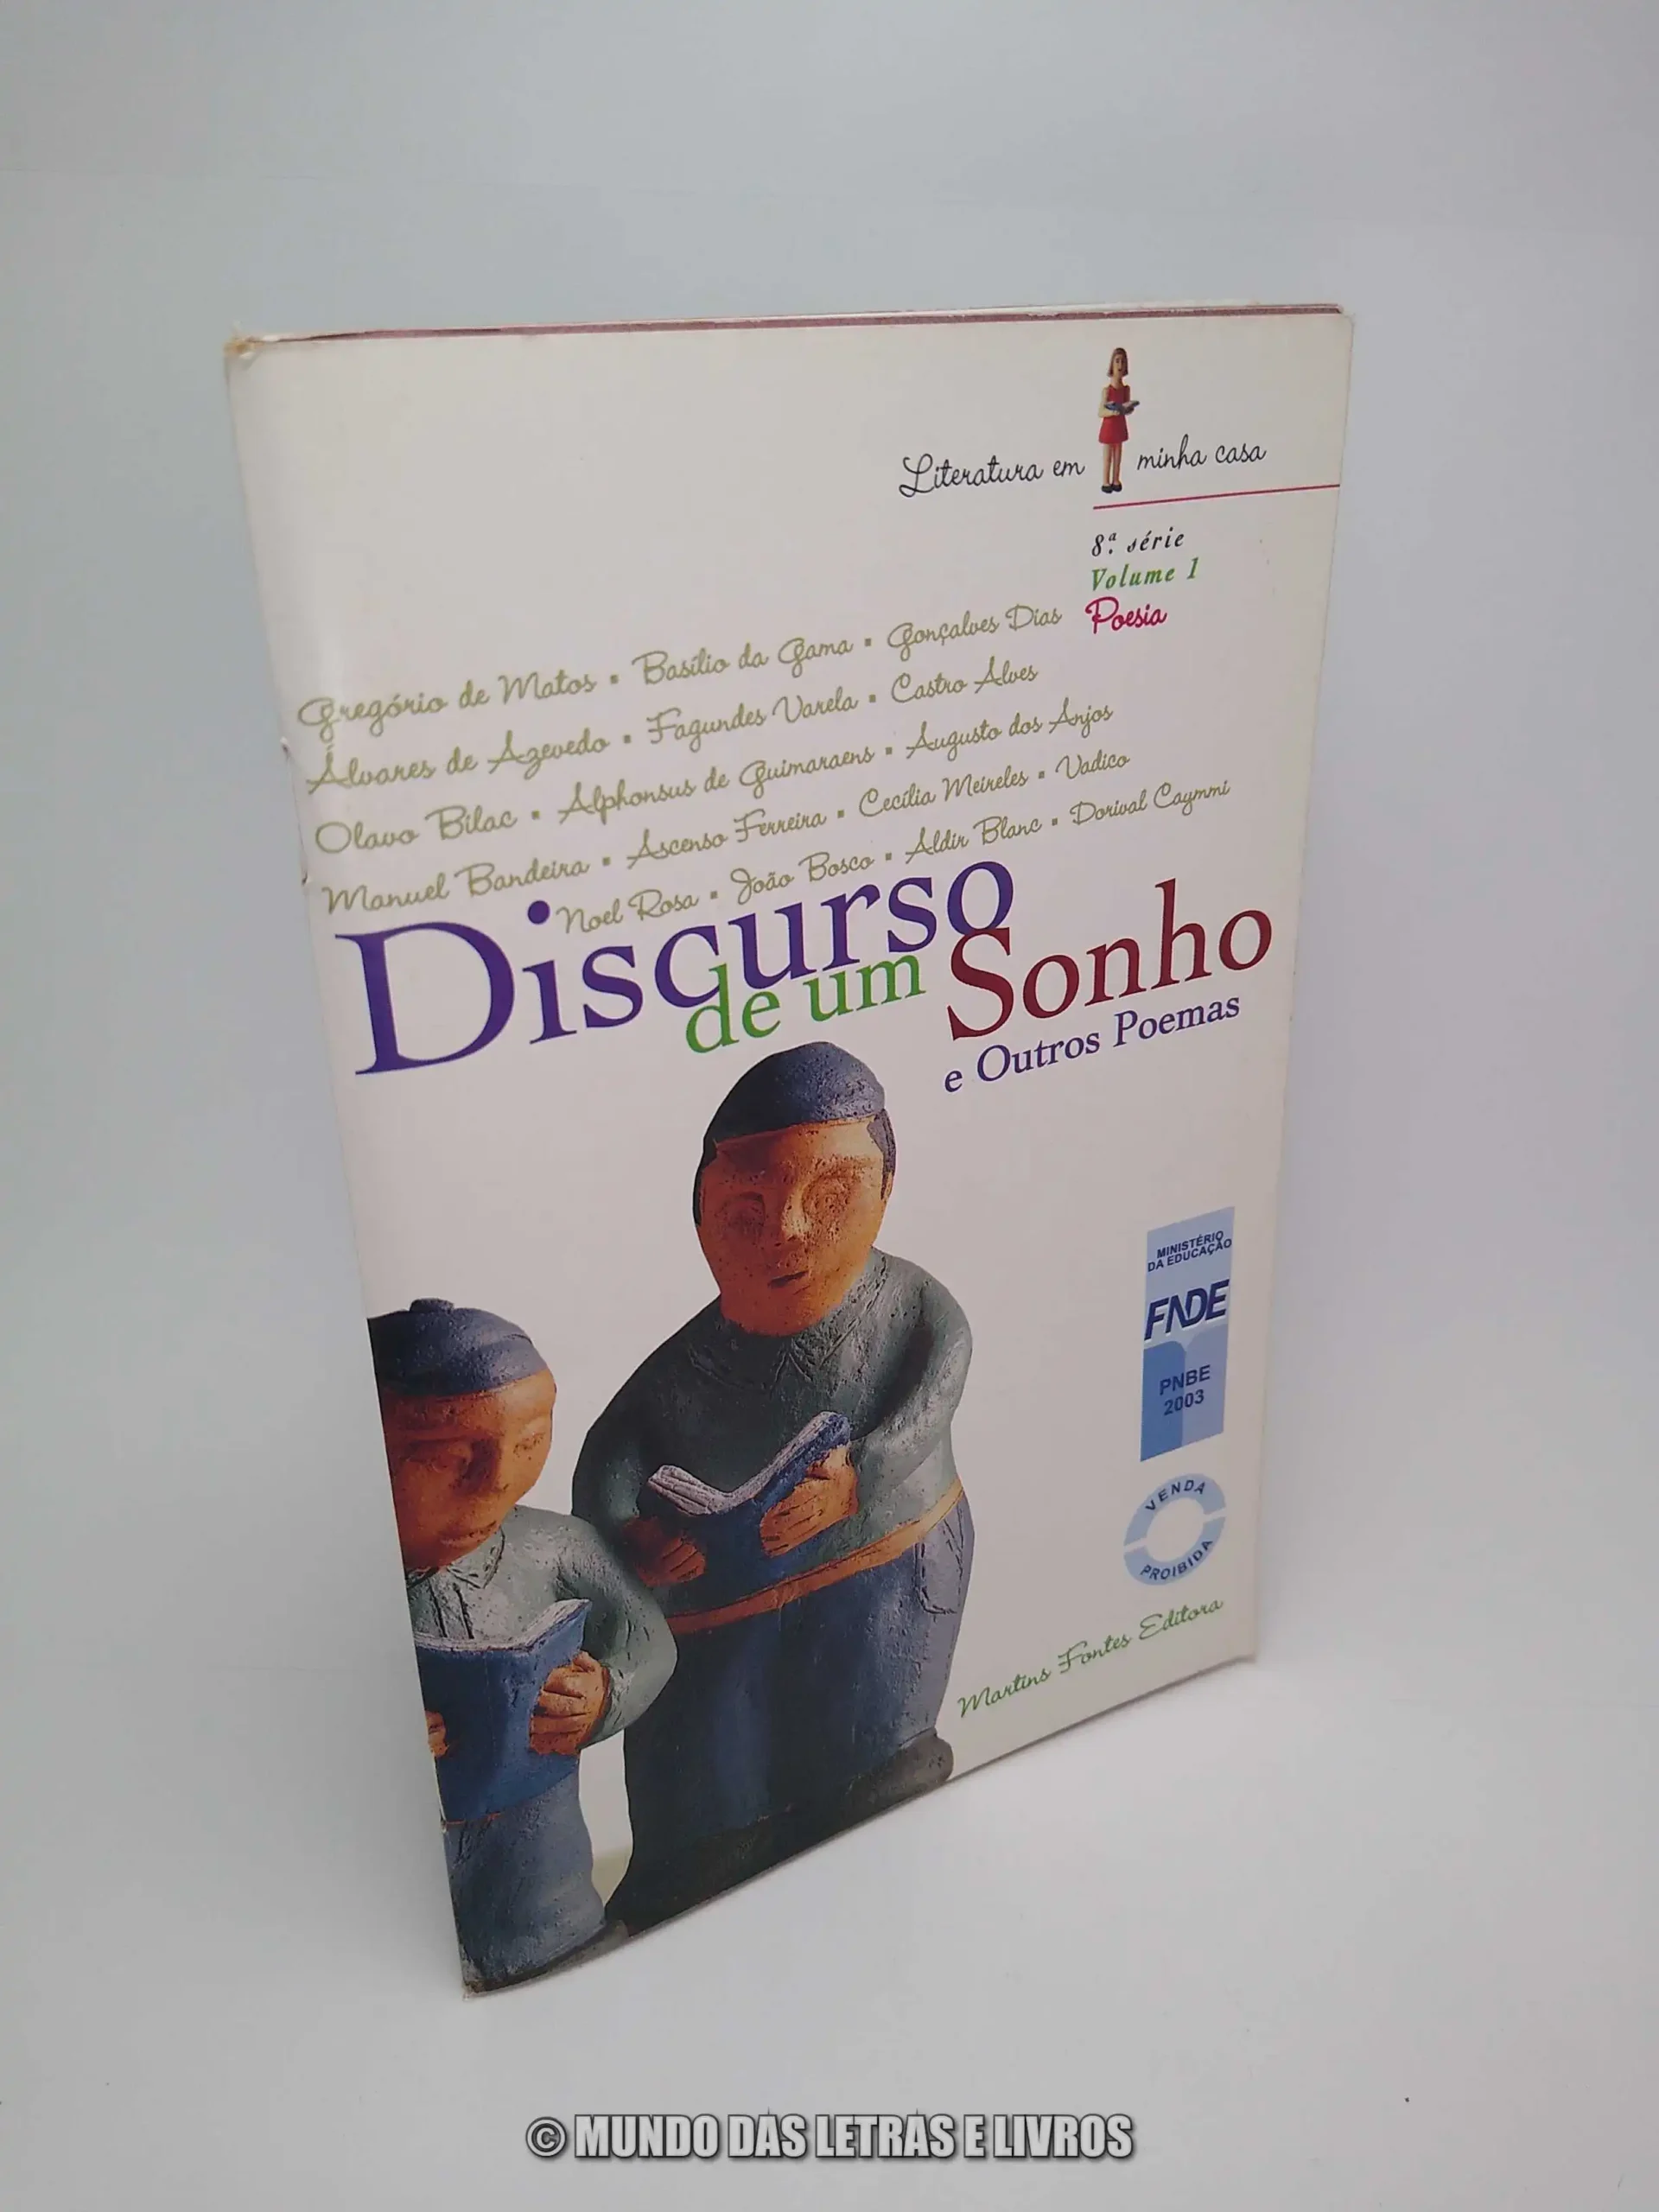 Literatura em minha casa
8ª. série
Volume 1
Poesia
Gregório de Matos ▪ Basílio da Gama ▪ Gonçalves Dias
Álvares de Azevedo ▪ Fagundes Varela ▪ Castro Alves
Olavo Bilac ▪ Alphonsus de Guimaraens ▪ Augusto dos Anjos
Manuel Bandeira ▪ Ascenso Ferreira ▪ Cecília Meireles ▪ Vadico
Noel Rosa ▪ João Bosco ▪ Aldir Blanc ▪ Dorival Caymmi
Discurso
de um Sonho
e Outros Poemas
MINISTÉRIO
DA EDUCAÇÃO
FNDE
PNBE
2003
VENDA
PROIBIDA
Martins Fontes Editora
© MUNDO DAS LETRAS E LIVROS